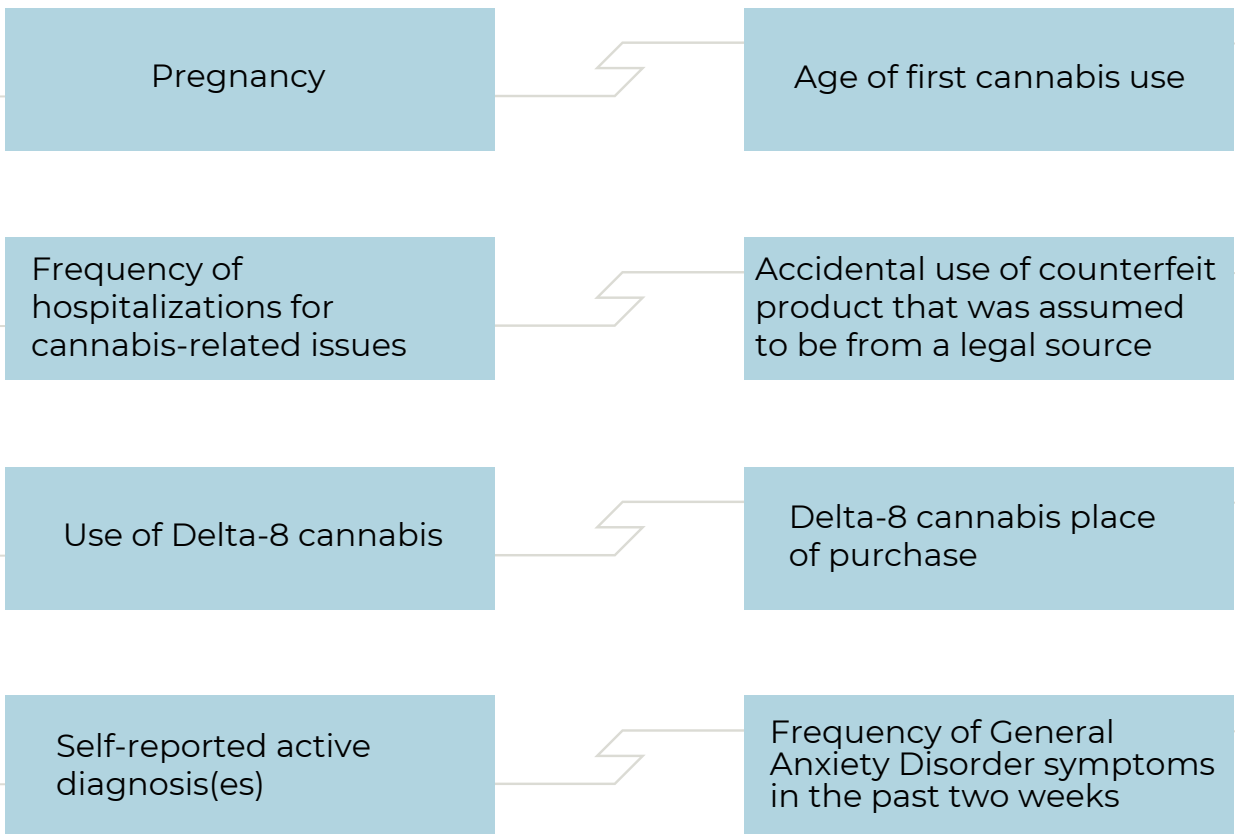 Pregnancy
Age of first cannabis use
Frequency of
hospitalizations for
cannabis-related issues
Accidental use of counterfeit
product that was assumed
to be from a legal source
Use of Delta-8 cannabis
Delta-8 cannabis place
of purchase
Self-reported active
diagnosis(es)
Frequency of General
Anxiety Disorder symptoms
in the past two weeks